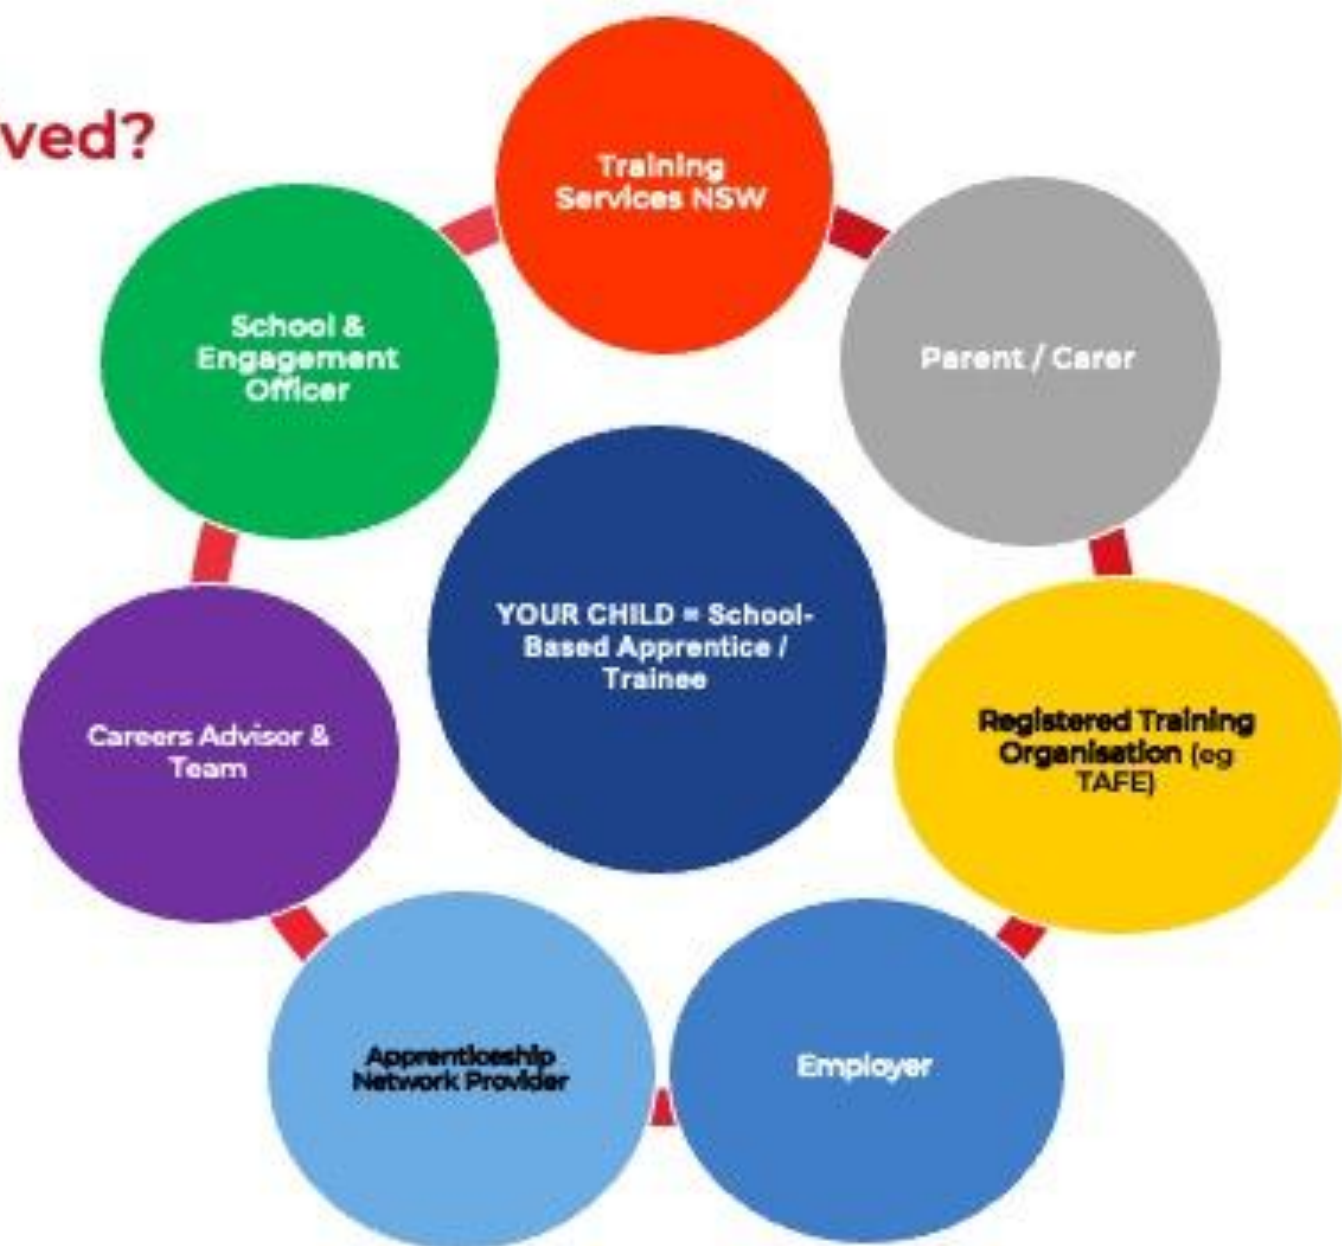 ved?
Training
Services NSW
Parent / Carer
Registered Training
Organisation (eg
TAFE)
Employer
Apprenticeship
Network Provider
Careers Advisor &
Team
School &
Engagement
Officer
YOUR CHILD = School-
Based Apprentice /
Trainee